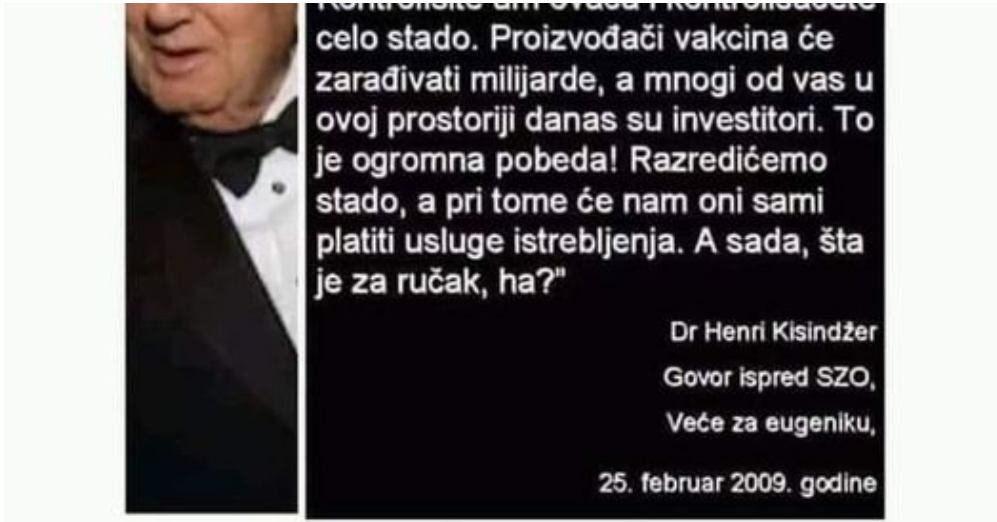 celo stado. Proizvođači vakcina će
zarađivati milijarde, a mnogi od vas u
ovoj prostoriji danas su investitori. To
je ogromna pobeda! Razredićemo
stado, a pri tome će nam oni sami
platiti usluge istrebljenja. A sada, šta
je za ručak, ha?"
Dr Henri Kisindžer
Govor ispred SZO,
Veće za eugeniku,
25. februar 2009. godine